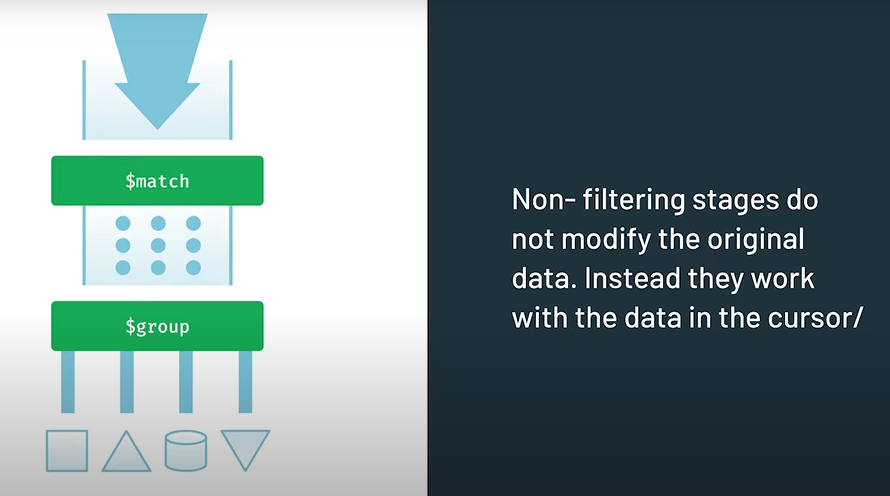 $match
$group
Non- filtering stages do
not modify the original
data. Instead they work
with the data in the cursor/